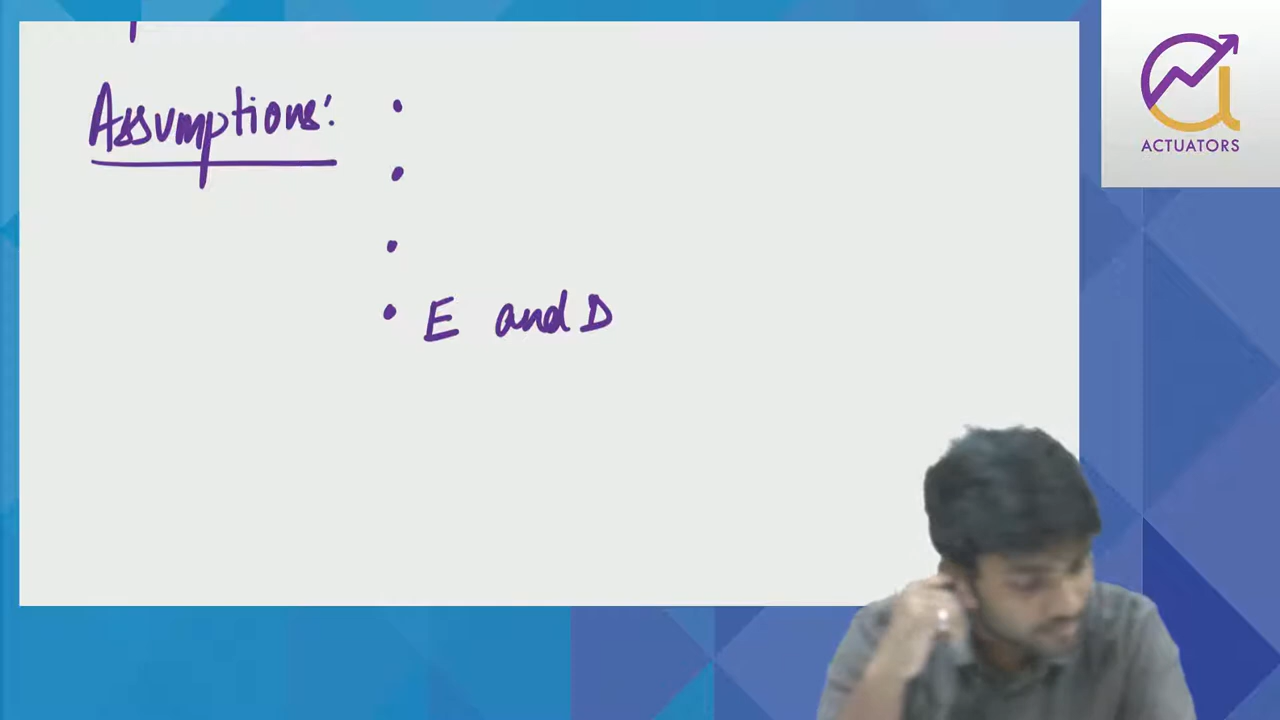 Assumptions: •
•
•
• E and D
ACTUATORS